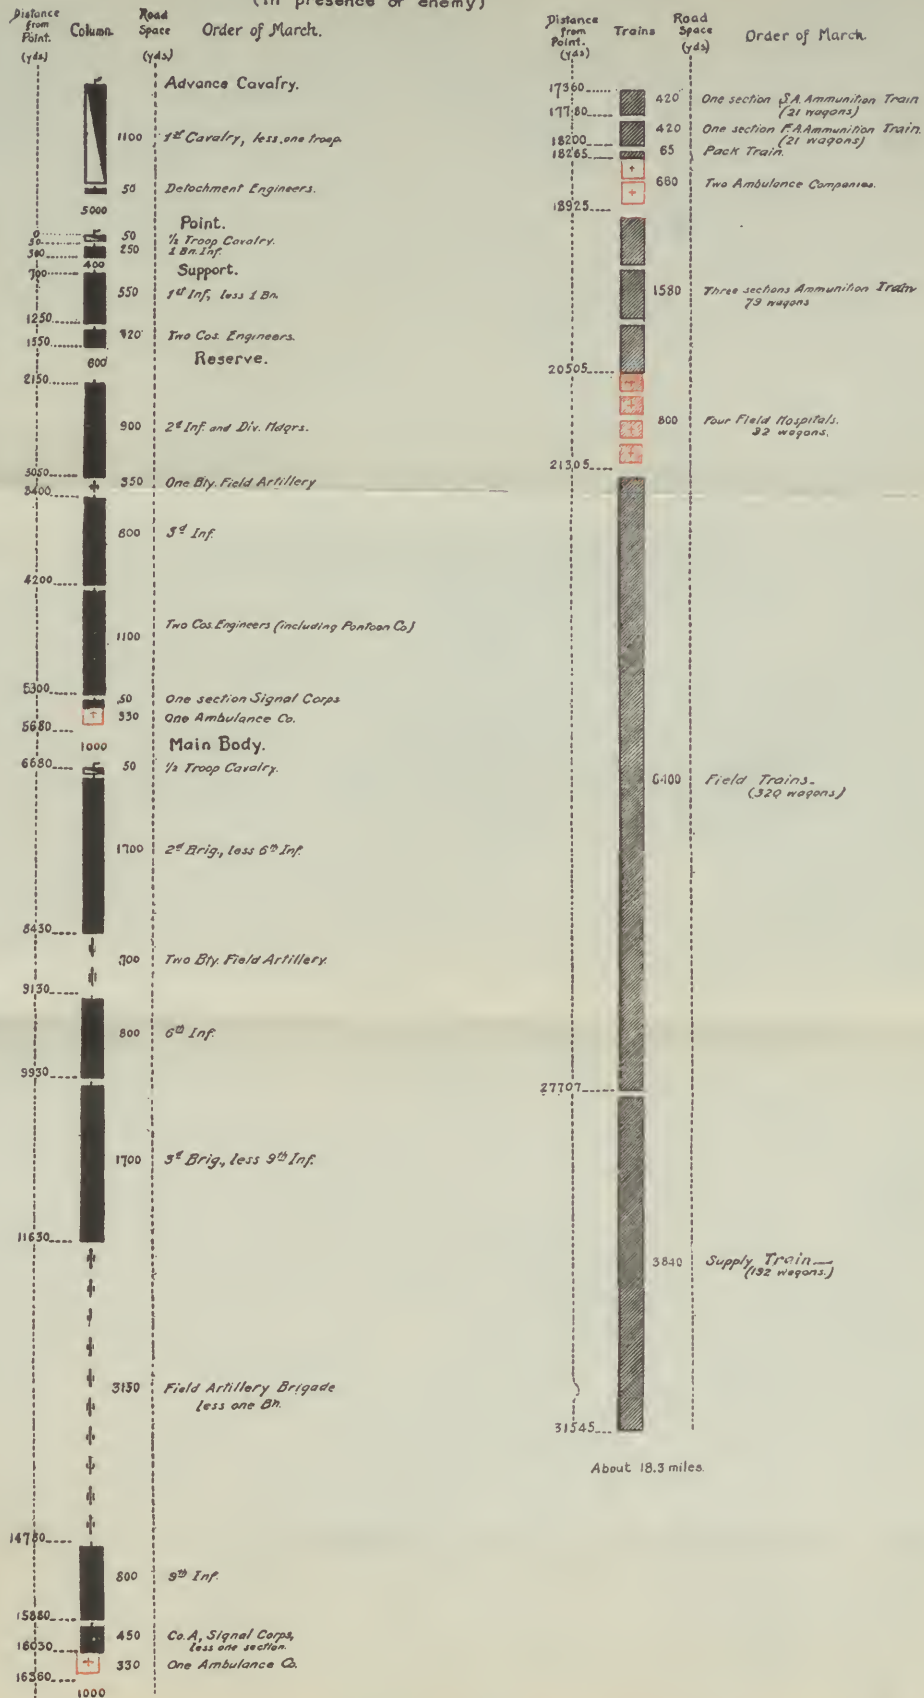 (In presence of enemy)
Distance from Point. (yds)
Column.
Road Space (yds)
Order of March.
Advance Cavalry.
1100 1st Cavalry, less one troop.
50 Detachment Engineers.
5000
Point.
0
50 ½ Troop Cavalry.
50
250 1 Bn. Inf.
300
400
Support.
700
550 1st Inf, less 1 Bn.
1250
Two Cos. Engineers.
1550
Reserve.
600
2150
900 2d Inf. and Div. Hdqrs.
3050
350 One Bty. Field Artillery
3400
800 3d Inf.
4200
1100 Two Cos. Engineers (including Pontoon Co)
5300
50 One section Signal Corps
330 One Ambulance Co.
5680
1000
Main Body.
6680
50 ½ Troop Cavalry.
1700 2d Brig., less 6th Inf.
8430
700 Two Bty. Field Artillery.
9130
800 6th Inf.
9930
1700 3d Brig., less 9th Inf.
11630
3150 Field Artillery Brigade
less one Bn.
14780
800 9th Inf.
15880
450 Co. A, Signal Corps,
less one section.
16030
330 One Ambulance Co.
16360
1000
Distance from Point. (yds)
Trains
Road Space (yds)
Order of March.
17360
420 One section S.A. Ammunition Train
(21 wagons)
17780
420 One section F.A. Ammunition Train.
(21 wagons)
18200
65 Pack Train.
18265
660 Two Ambulance Companies.
18925
1580 Three sections Ammunition Train
79 wagons
20505
800 Four Field Hospitals.
32 wagons.
21305
6400 Field Trains.
(320 wagons)
27707
3840 Supply Train
(192 wagons.)
31545
About 18.3 miles.